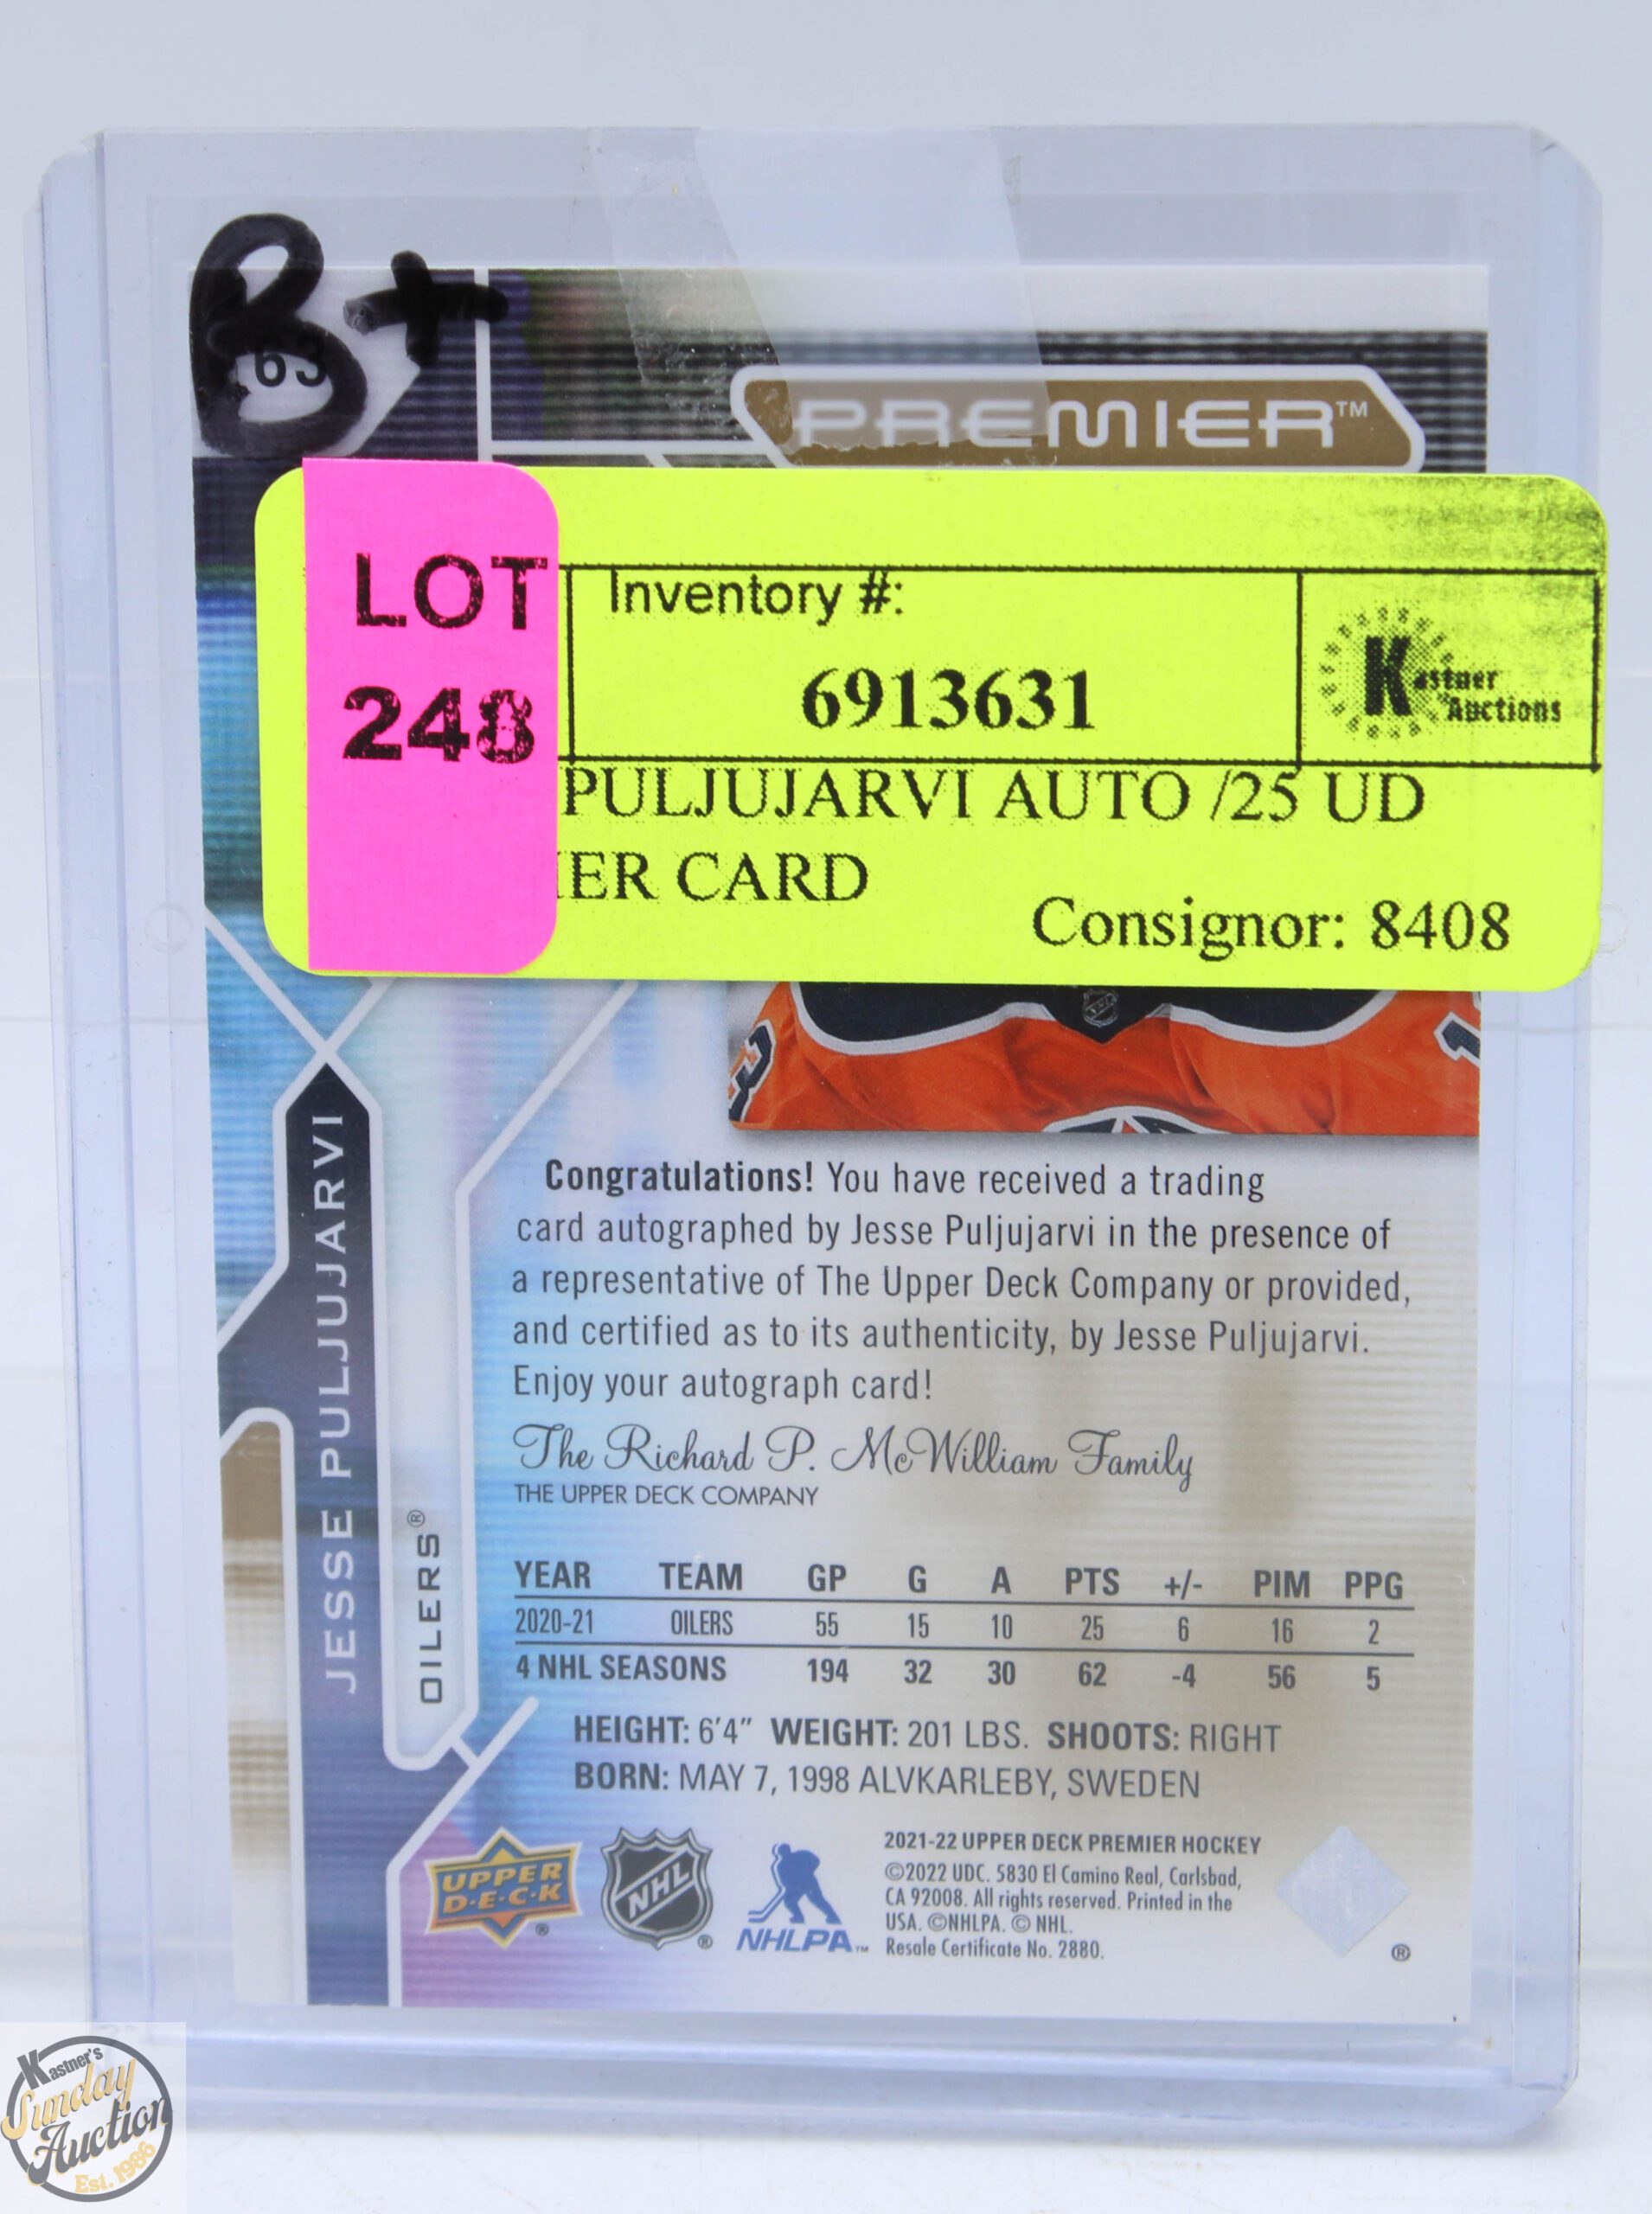 B+
63
PREMIER™
LOT
248
Inventory #:
6913631
Kastner
Auctions
PULJUJARVI AUTO /25 UD
IER CARD
Consignor: 8408
Congratulations! You have received a trading
card autographed by Jesse Puljujarvi in the presence of
a representative of The Upper Deck Company or provided,
and certified as to its authenticity, by Jesse Puljujarvi.
Enjoy your autograph card!
The Richard P. McWilliam Family
THE UPPER DECK COMPANY
JESSE PULJUJARVI
OILERS®
YEAR TEAM GP G A PTS +/- PIM PPG
2020-21 OILERS 55 15 10 25 6 16 2
4 NHL SEASONS 194 32 30 62 -4 56 5
HEIGHT: 6'4" WEIGHT: 201 LBS. SHOOTS: RIGHT
BORN: MAY 7, 1998 ALVKARLEBY, SWEDEN
UPPER
D·E·C·K
®
NHL
®
NHLPA™
2021-22 UPPER DECK PREMIER HOCKEY
©2022 UDC. 5830 El Camino Real, Carlsbad,
CA 92008. All rights reserved. Printed in the
USA. ©NHLPA. © NHL.
Resale Certificate No. 2880.
®
Kastner's
Sunday
Auction
Est. 1986